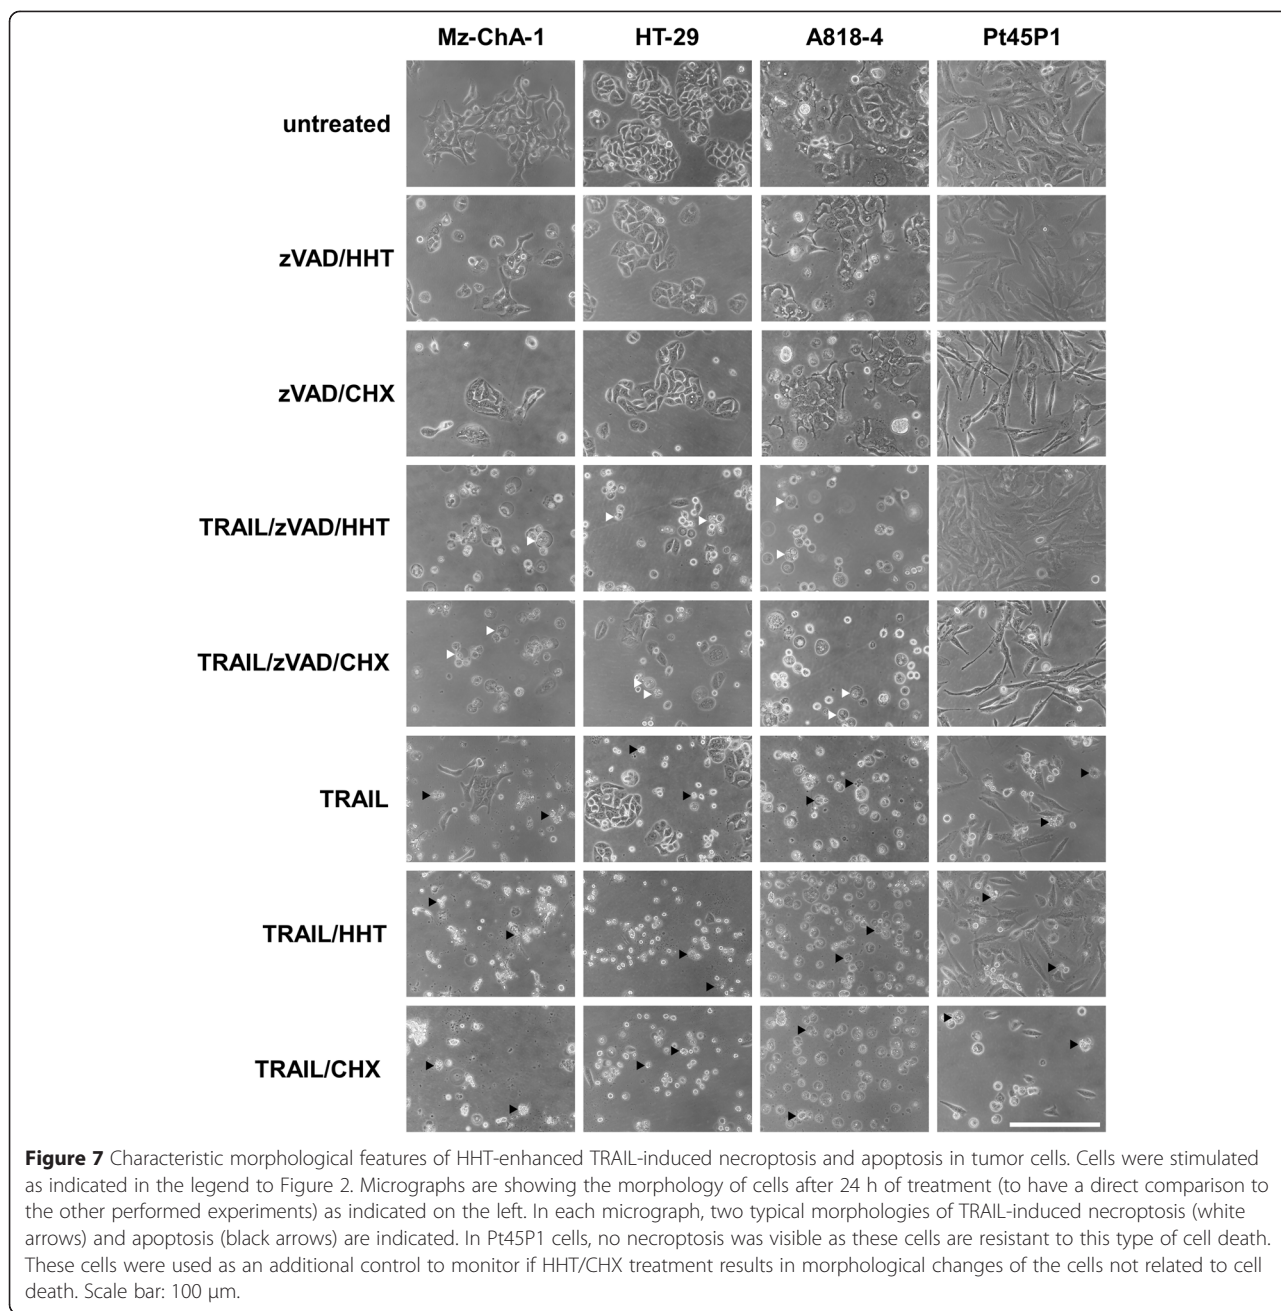 Mz-ChA-1 HT-29 A818-4 Pt45P1
untreated
zVAD/HHT
zVAD/CHX
TRAIL/zVAD/HHT
TRAIL/zVAD/CHX
TRAIL
TRAIL/HHT
TRAIL/CHX
Figure 7 Characteristic morphological features of HHT-enhanced TRAIL-induced necroptosis and apoptosis in tumor cells. Cells were stimulated
as indicated in the legend to Figure 2. Micrographs are showing the morphology of cells after 24 h of treatment (to have a direct comparison to
the other performed experiments) as indicated on the left. In each micrograph, two typical morphologies of TRAIL-induced necroptosis (white
arrows) and apoptosis (black arrows) are indicated. In Pt45P1 cells, no necroptosis was visible as these cells are resistant to this type of cell death.
These cells were used as an additional control to monitor if HHT/CHX treatment results in morphological changes of the cells not related to cell
death. Scale bar: 100 μm.